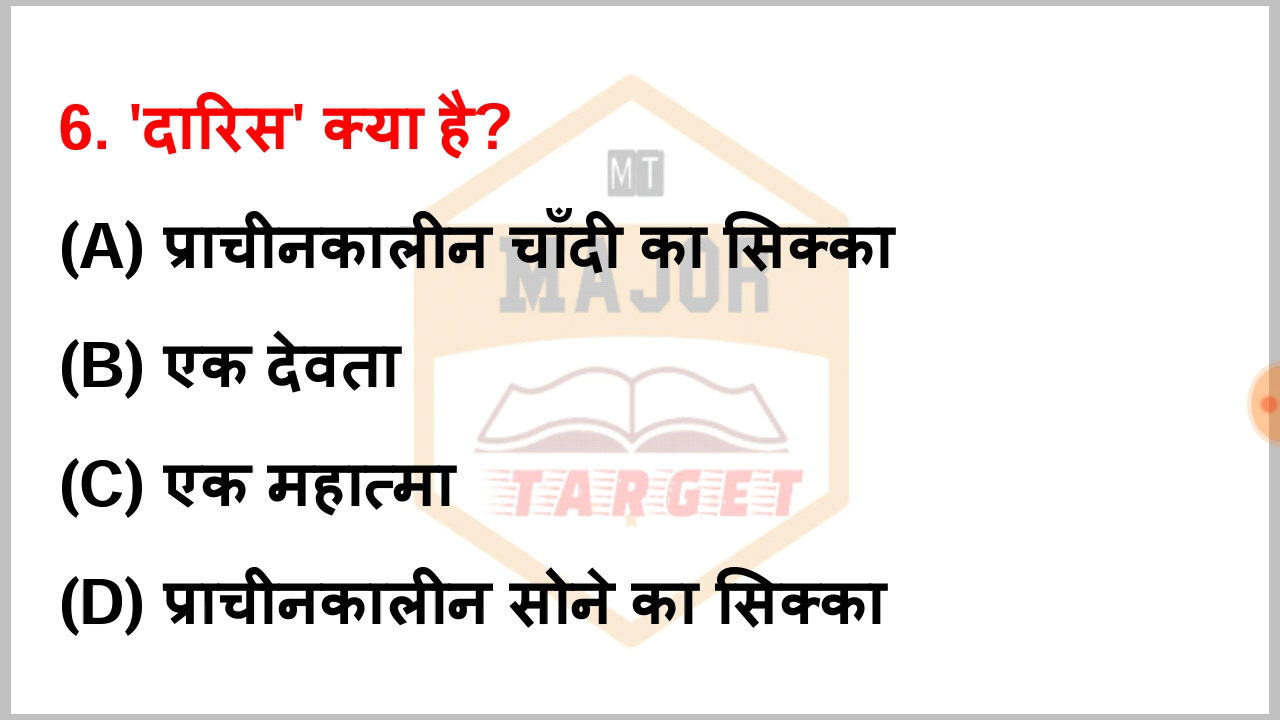 6. 'दारिस' क्या है?
MT
(A) प्राचीनकालीन चाँदी का सिक्का
MAJOR
(B) एक देवता
(C) एक महात्मा
TARGET
(D) प्राचीनकालीन सोने का सिक्का